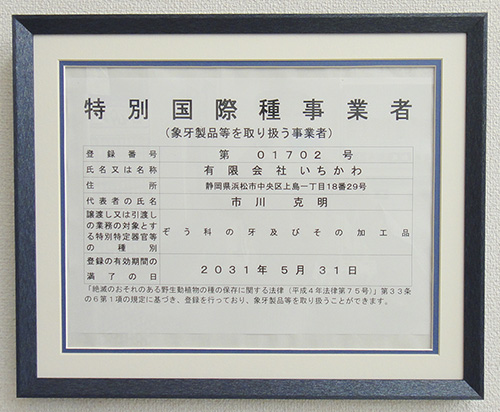 特別国際種事業者
（象牙製品等を取り扱う事業者）
登録番号 第 01702 号
氏名又は名称 有限会社いちかわ
住所 静岡県浜松市中央区上島一丁目18番29号
代表者の氏名 市川 克明
譲渡し又は引渡し
の業務の対象とす
る特別特定器官等
の種別
ぞう科の牙及びその加工品
登録の有効期間の
満了の日
2031年 5月 31日
「絶滅のおそれのある野生動植物の種の保存に関する法律（平成４年法律第７５号）」第３３条
の６第１項の規定に基づき、登録を行っており、象牙製品等を取り扱うことができます。